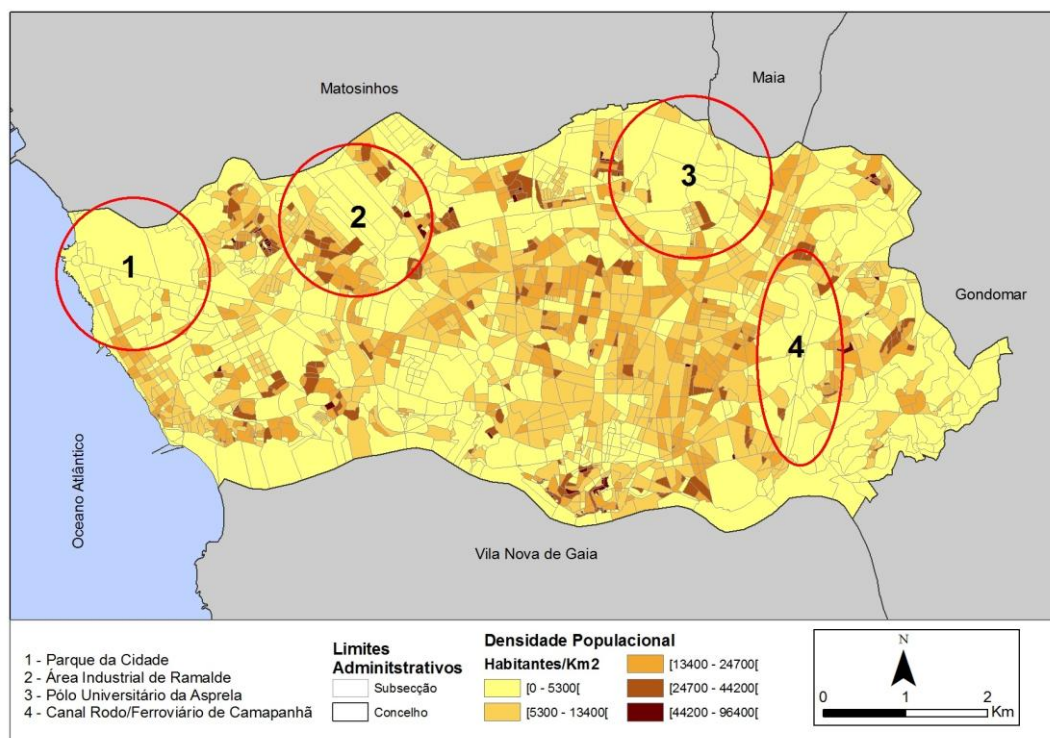 Matosinhos
Maia
Gondomar
Oceano Atlântico
Vila Nova de Gaia
1
2
3
4
1 - Parque da Cidade
2 - Área Industrial de Ramalde
3 - Pólo Universitário da Asprela
4 - Canal Rodo/Ferroviário de Camapanhã
Limites
Adminitstrativos
Subsecção
Concelho
Densidade Populacional
Habitantes/Km2
[0 - 5300[
[5300 - 13400[
[13400 - 24700[
[24700 - 44200[
[44200 - 96400[
N
0 1 2
Km